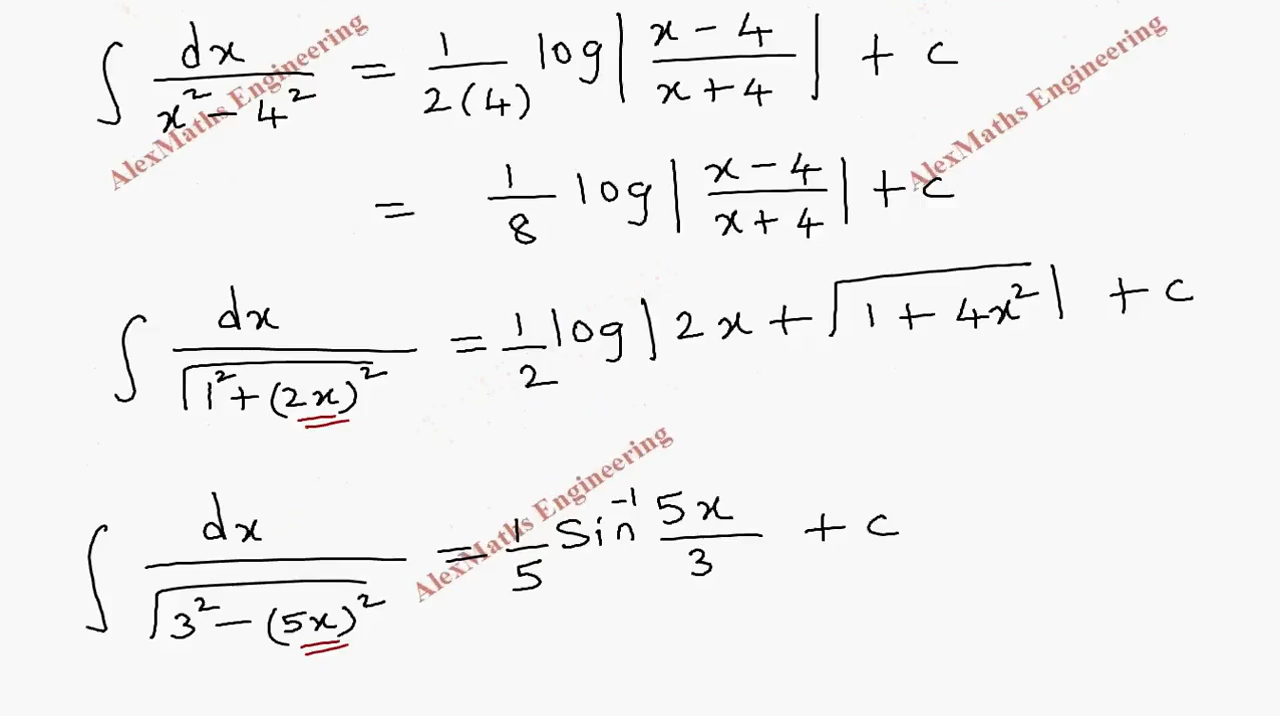 ∫ dx / (x² - 4²) = 1 / 2(4) log| (x - 4) / (x + 4) | + c
= 1/8 log| (x - 4) / (x + 4) | + c
∫ dx / √(1² + (2x)²) = 1/2 log| 2x + √(1 + 4x²) | + c
∫ dx / √(3² - (5x)²) = 1/5 Sin⁻¹ 5x/3 + c
AlexMaths Engineering
AlexMaths Engineering
AlexMaths Engineering